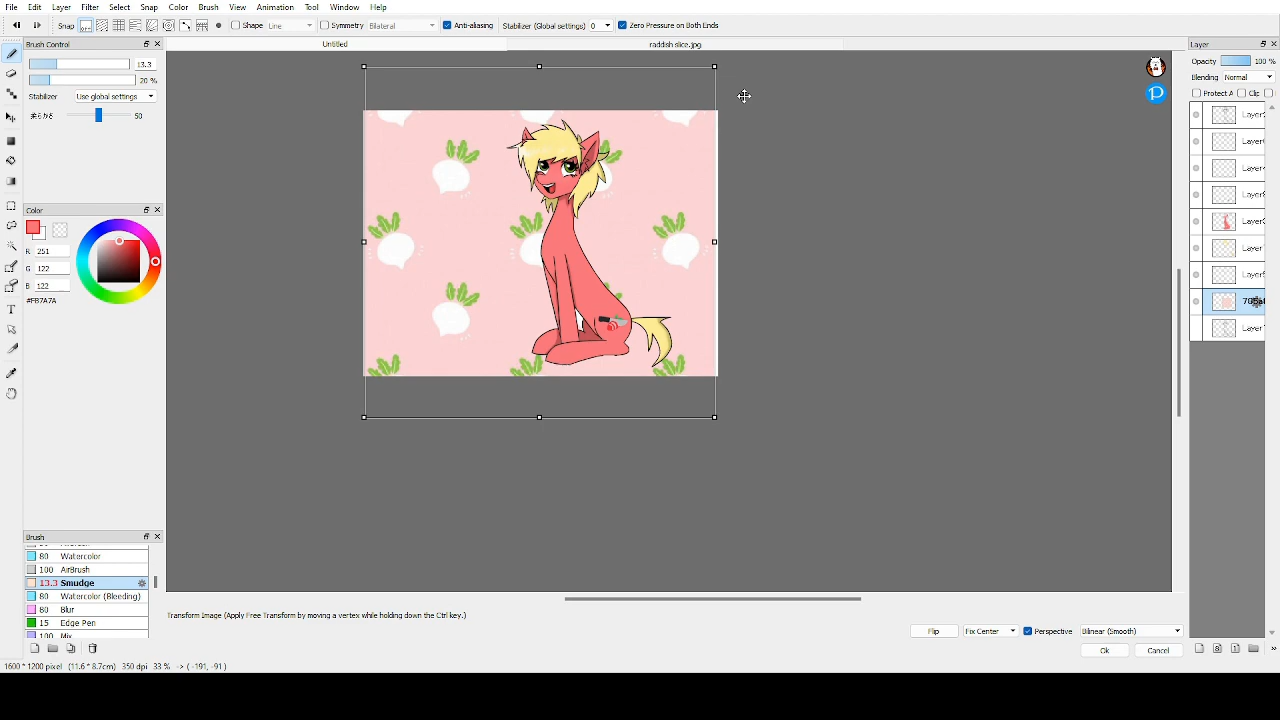 File Edit Layer Filter Select Snap Color Brush View Animation Tool Window Help
Snap Shape Line Symmetry Bilateral Anti-aliasing Stabilizer (Global settings) 0 Zero Pressure on Both Ends
Brush Control
Untitled
raddish slice.jpg
Layer
13.3
Opacity 100 %
20 %
Blending Normal
Stabilizer Use global settings
Protect A Clip
50
Color
R 251
G 122
B 122
#FB7A7A
Brush
80 Watercolor
100 AirBrush
13.3 Smudge
80 Watercolor (Bleeding)
80 Blur
15 Edge Pen
100 Mix
Transform Image (Apply Free Transform by moving a vertex while holding down the Ctrl key.)
Flip Fix Center Perspective Bilinear (Smooth)
Ok Cancel
1600 * 1200 pixel (11.6 * 8.7cm) 350 dpi 33 % -> ( -191, -91 )